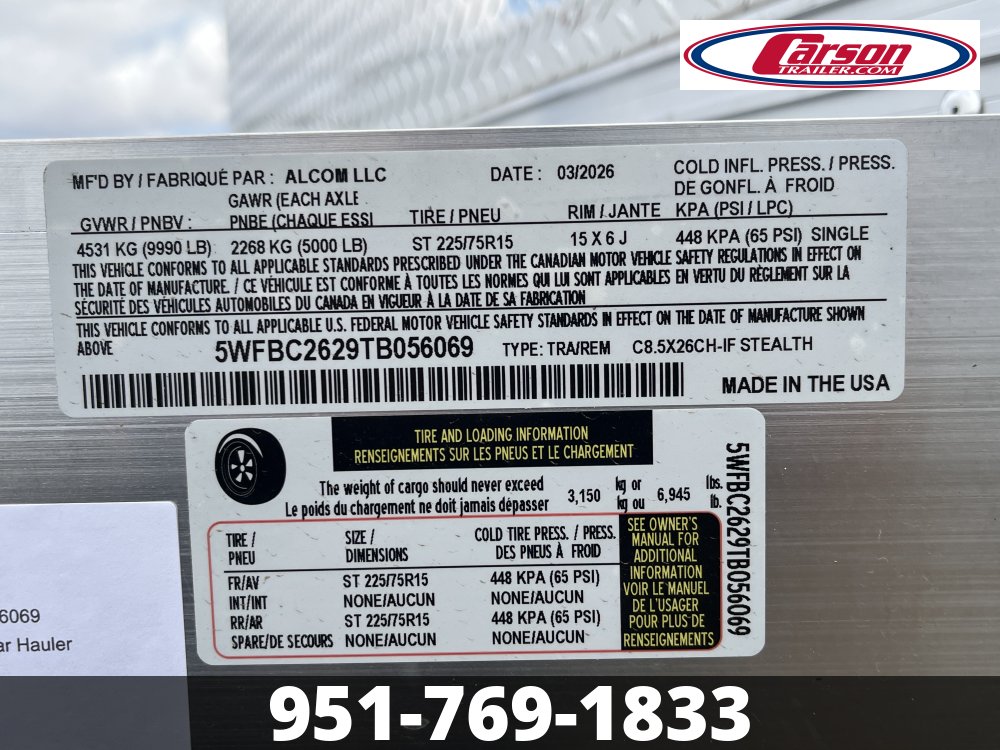 Carson
TRAILER.COM
MF'D BY / FABRIQUÉ PAR : ALCOM LLC
DATE : 03/2026
COLD INFL. PRESS. / PRESS.
DE GONFL. À FROID
GAWR (EACH AXLE
GVWR / PNBV : PNBE (CHAQUE ESSI TIRE / PNEU RIM / JANTE KPA (PSI / LPC)
4531 KG (9990 LB) 2268 KG (5000 LB) ST 225/75R15 15 X 6 J 448 KPA (65 PSI) SINGLE
THIS VEHICLE CONFORMS TO ALL APPLICABLE STANDARDS PRESCRIBED UNDER THE CANADIAN MOTOR VEHICLE SAFETY REGULATIONS IN EFFECT ON
THE DATE OF MANUFACTURE. / CE VÉHICULE EST CONFORME À TOUTES LES NORMES QUI LUI SONT APPLICABLES EN VERTU DU RÈGLEMENT SUR LA
SÉCURITÉ DES VÉHICULES AUTOMOBILES DU CANADA EN VIGUEUR À LA DATE DE SA FABRICATION
THIS VEHICLE CONFORMS TO ALL APPLICABLE U.S. FEDERAL MOTOR VEHICLE SAFETY STANDARDS IN EFFECT ON THE DATE OF MANUFACTURE SHOWN
ABOVE 5WFBC2629TB056069 TYPE: TRA/REM C8.5X26CH-IF STEALTH
MADE IN THE USA
TIRE AND LOADING INFORMATION
RENSEIGNEMENTS SUR LES PNEUS ET LE CHARGEMENT
The weight of cargo should never exceed 3,150 kg or 6,945 lbs.
Le poids du chargement ne doit jamais dépasser kg ou lb.
TIRE / SIZE / COLD TIRE PRESS. / PRESS.
PNEU DIMENSIONS DES PNEUS À FROID
FR/AV ST 225/75R15 448 KPA (65 PSI)
INT/INT NONE/AUCUN NONE/AUCUN
RR/AR ST 225/75R15 448 KPA (65 PSI)
SPARE/DE SECOURS NONE/AUCUN NONE/AUCUN
SEE OWNER'S
MANUAL FOR
ADDITIONAL
INFORMATION
VOIR LE MANUEL
DE L'USAGER
POUR PLUS DE
RENSEIGNEMENTS
5WFBC2629TB056069
6069
ar Hauler
951-769-1833